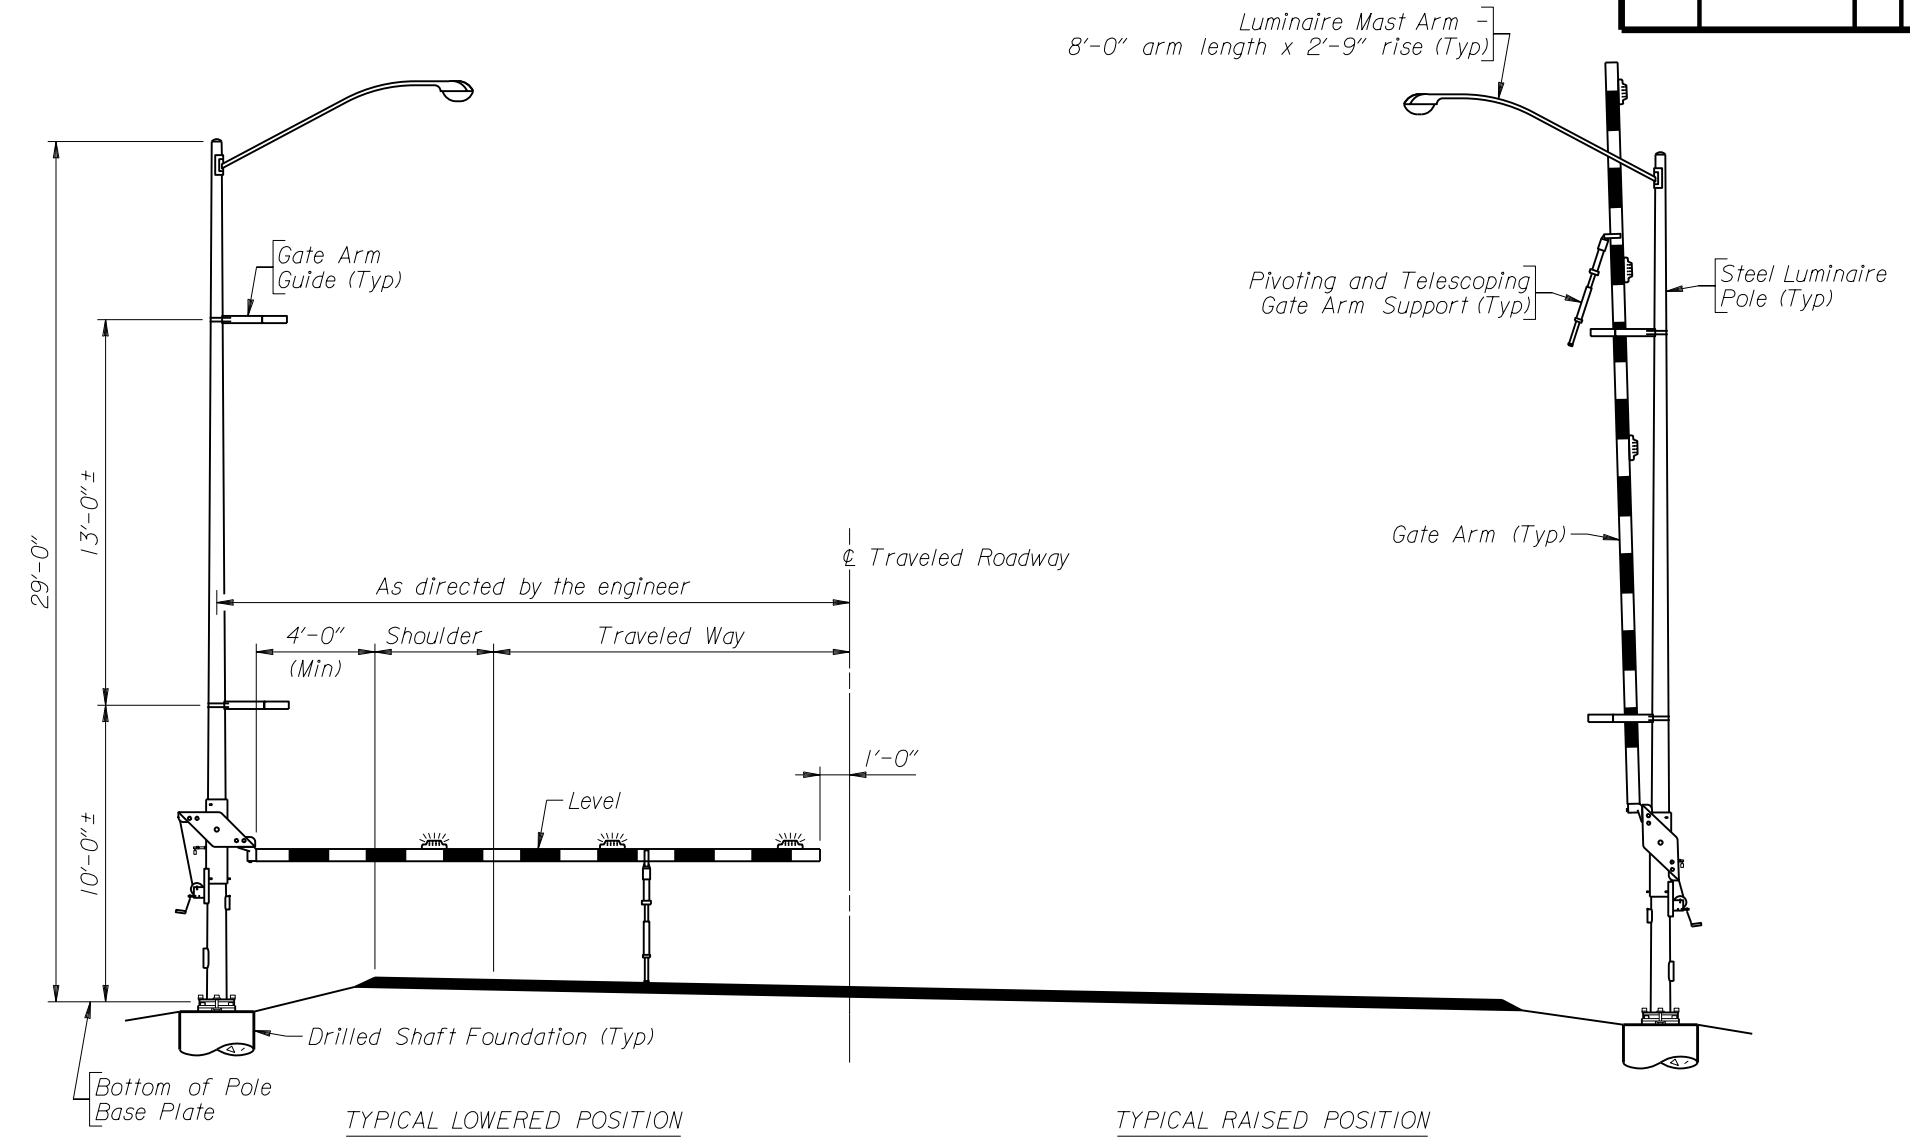 Luminaire Mast Arm -
8'-0" arm length x 2'-9" rise (Typ)
Gate Arm
Guide (Typ)
Pivoting and Telescoping
Gate Arm Support (Typ)
Steel Luminaire
Pole (Typ)
29'-0"
13'-0"±
10'-0"±
Gate Arm (Typ)
℄ Traveled Roadway
As directed by the engineer
4'-0"
(Min)
Shoulder
Traveled Way
1'-0"
Level
Drilled Shaft Foundation (Typ)
Bottom of Pole
Base Plate
TYPICAL LOWERED POSITION
TYPICAL RAISED POSITION